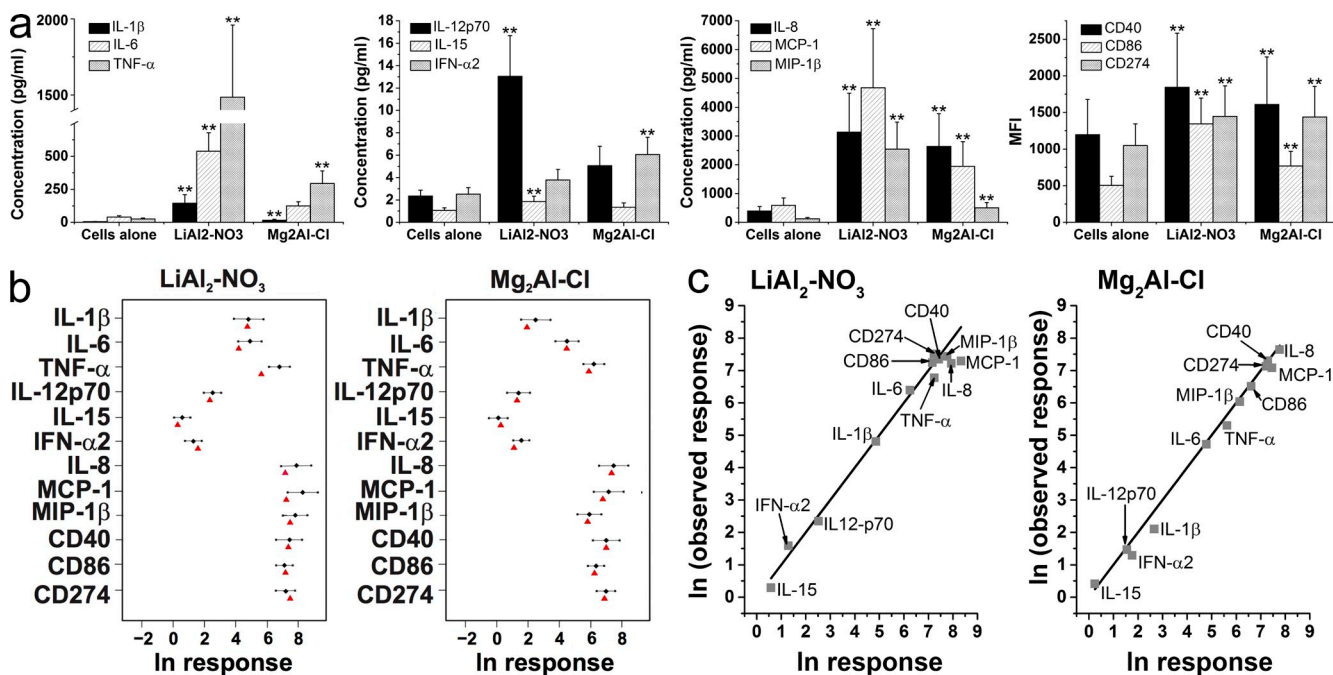 a
IL-1β
IL-6
TNF-α
Concentration (pg/ml)
2000
1500
500
250
0
Cells alone
LiAl2-NO3
Mg2Al-Cl
**
**
**
**
**
IL-12p70
IL-15
IFN-α2
Concentration (pg/ml)
18
16
14
12
10
8
6
4
2
0
Cells alone
LiAl2-NO3
Mg2Al-Cl
**
**
**
IL-8
MCP-1
MIP-1β
Concentration (pg/ml)
7000
6000
5000
4000
3000
2000
1000
0
Cells alone
LiAl2-NO3
Mg2Al-Cl
**
**
**
**
**
**
CD40
CD86
CD274
MFI
2500
2000
1500
1000
500
0
Cells alone
LiAl2-NO3
Mg2Al-Cl
**
**
**
**
**
**
b
LiAl₂-NO₃
IL-1β
IL-6
TNF-α
IL-12p70
IL-15
IFN-α2
IL-8
MCP-1
MIP-1β
CD40
CD86
CD274
−2 0 2 4 6 8
ln response
Mg₂Al-Cl
IL-1β
IL-6
TNF-α
IL-12p70
IL-15
IFN-α2
IL-8
MCP-1
MIP-1β
CD40
CD86
CD274
−2 0 2 4 6 8
ln response
c
LiAl₂-NO₃
ln (observed response)
9
8
7
6
5
4
3
2
1
0
CD40
CD274
MIP-1β
CD86
MCP-1
IL-6
IL-8
TNF-α
IL-1β
IFN-α2
IL12-p70
IL-15
0 1 2 3 4 5 6 7 8 9
ln response
Mg₂Al-Cl
ln (observed response)
9
8
7
6
5
4
3
2
1
0
CD40
IL-8
CD274
MCP-1
MIP-1β
CD86
IL-6
TNF-α
IL-12p70
IL-1β
IFN-α2
IL-15
0 1 2 3 4 5 6 7 8 9
ln response